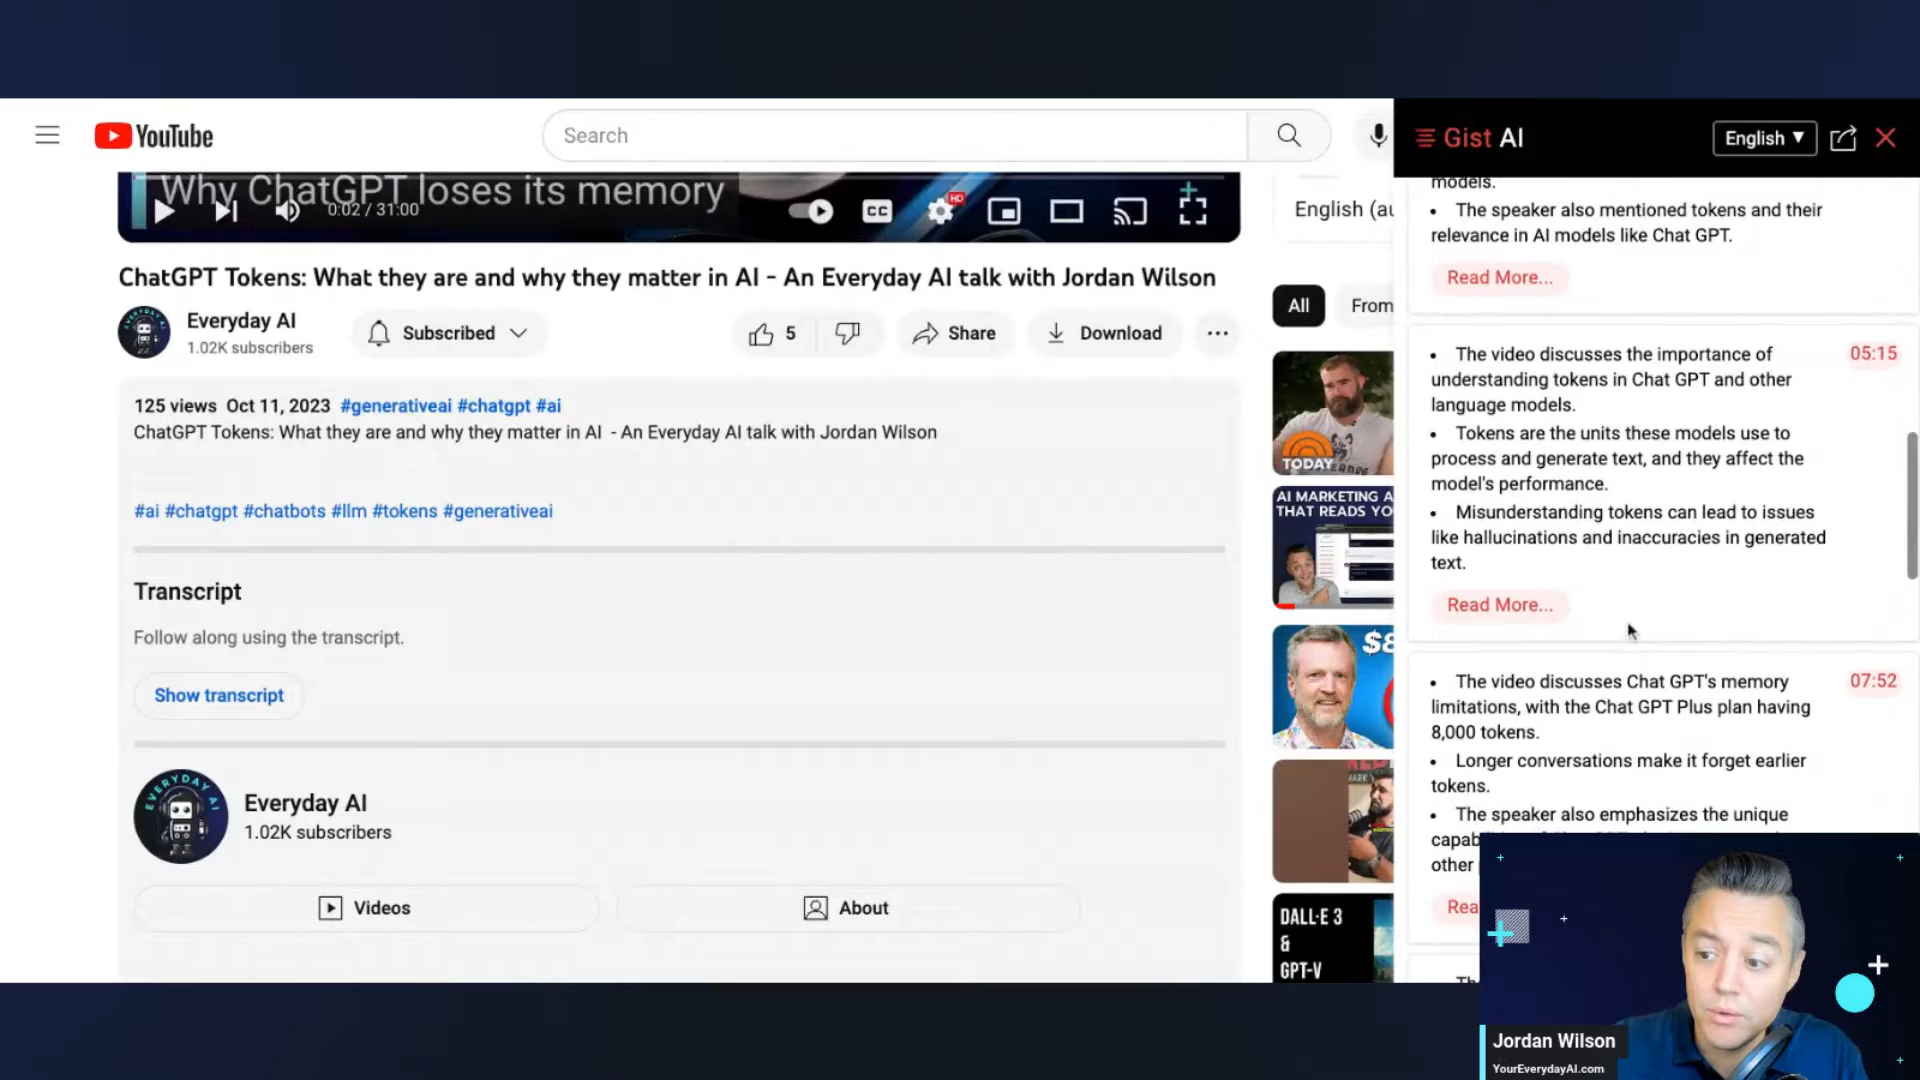 YouTube
Search
Why ChatGPT loses its memory
0:02 / 31:00
CC
HD
ChatGPT Tokens: What they are and why they matter in AI - An Everyday AI talk with Jordan Wilson
Everyday AI
1.02K subscribers
Subscribed
5
Share
Download
125 views Oct 11, 2023 #generativeai #chatgpt #ai
ChatGPT Tokens: What they are and why they matter in AI - An Everyday AI talk with Jordan Wilson
#ai #chatgpt #chatbots #llm #tokens #generativeai
Transcript
Follow along using the transcript.
Show transcript
EVERYDAY AI
Everyday AI
1.02K subscribers
Videos
About
English (au
All
From
TODAY
AI MARKETING A
THAT READS YO
$8
DALL·E 3
&
GPT-V
Gist AI
English ▼
models.
• The speaker also mentioned tokens and their
relevance in AI models like Chat GPT.
Read More...
• The video discusses the importance of
understanding tokens in Chat GPT and other
language models.
05:15
• Tokens are the units these models use to
process and generate text, and they affect the
model's performance.
• Misunderstanding tokens can lead to issues
like hallucinations and inaccuracies in generated
text.
Read More...
• The video discusses Chat GPT's memory
limitations, with the Chat GPT Plus plan having
8,000 tokens.
07:52
• Longer conversations make it forget earlier
tokens.
• The speaker also emphasizes the unique
capab
other
Rea
Jordan Wilson
YourEverydayAI.com